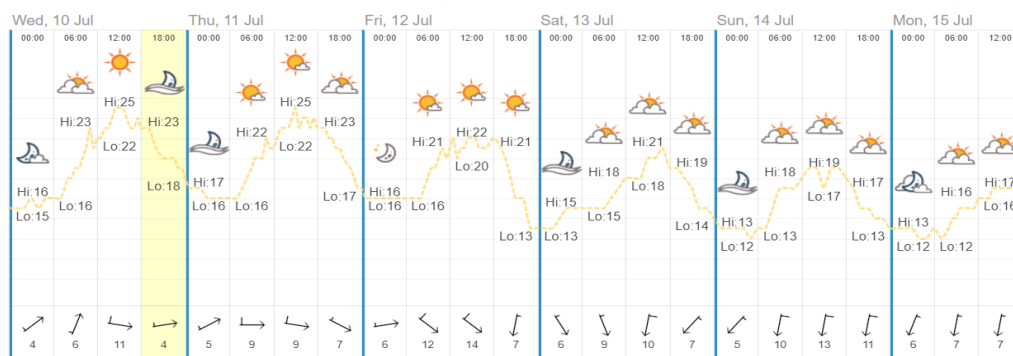 Wed, 10 Jul Thu, 11 Jul Fri, 12 Jul Sat, 13 Jul Sun, 14 Jul Mon, 15 Jul
00:00 06:00 12:00 18:00 00:00 06:00 12:00 18:00 00:00 06:00 12:00 18:00 00:00 06:00 12:00 18:00 00:00 06:00 12:00 18:00 00:00 06:00 12:00
Hi:16 Hi:23 Hi:25 Hi:23 Hi:17 Hi:22 Hi:25 Hi:23 Hi:16 Hi:21 Hi:22 Hi:21 Hi:15 Hi:18 Hi:21 Hi:19 Hi:13 Hi:18 Hi:19 Hi:17 Hi:13 Hi:16 Hi:17
Lo:15 Lo:16 Lo:22 Lo:18 Lo:16 Lo:16 Lo:22 Lo:17 Lo:16 Lo:16 Lo:20 Lo:13 Lo:13 Lo:15 Lo:18 Lo:14 Lo:12 Lo:13 Lo:17 Lo:13 Lo:12 Lo:12 Lo:16
4 6 11 4 5 9 9 7 6 12 14 7 6 9 10 7 5 10 13 11 6 7 7